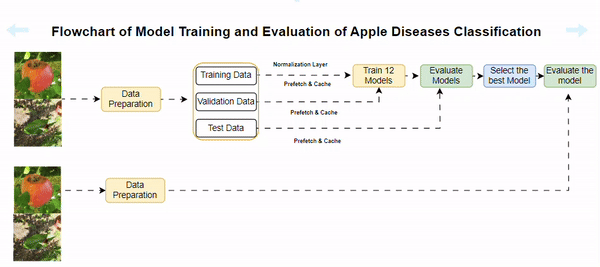 Flowchart of Model Training and Evaluation of Apple Diseases Classification
Normalization Layer
Training Data
Train 12
Models
Evaluate
Models
Select the
best Model
Evaluate the
model
Prefetch & Cache
Data
Preparation
Validation Data
Prefetch & Cache
Test Data
Prefetch & Cache
Data
Preparation